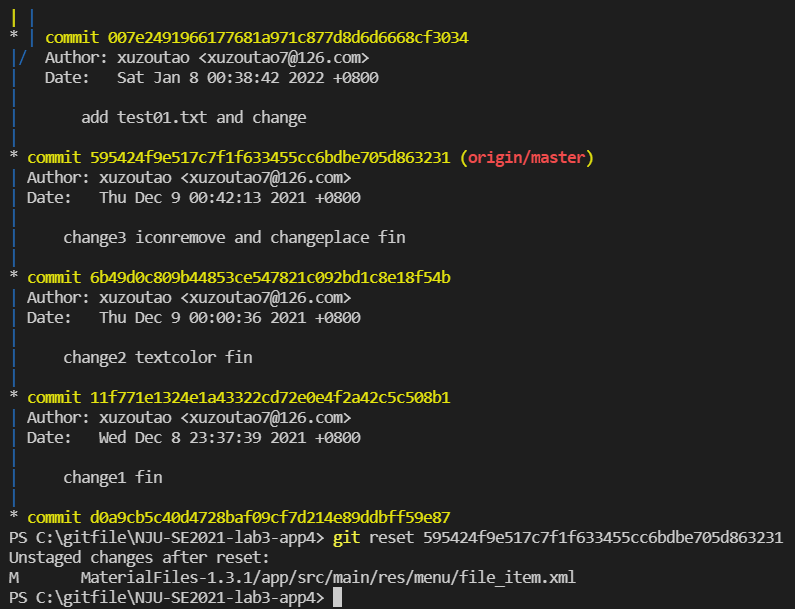 | |
* | commit 007e2491966177681a971c877d8d6d6668cf3034
|/ Author: xuzoutao <xuzoutao7@126.com>
| Date: Sat Jan 8 00:38:42 2022 +0800
|
| add test01.txt and change
|
* commit 595424f9e517c7f1f633455cc6bdbe705d863231 (origin/master)
| Author: xuzoutao <xuzoutao7@126.com>
| Date: Thu Dec 9 00:42:13 2021 +0800
|
| change3 iconremove and changeplace fin
|
* commit 6b49d0c809b44853ce547821c092bd1c8e18f54b
| Author: xuzoutao <xuzoutao7@126.com>
| Date: Thu Dec 9 00:00:36 2021 +0800
|
| change2 textcolor fin
|
* commit 11f771e1324e1a43322cd72e0e4f2a42c5c508b1
| Author: xuzoutao <xuzoutao7@126.com>
| Date: Wed Dec 8 23:37:39 2021 +0800
|
| change1 fin
|
* commit d0a9cb5c40d4728baf09cf7d214e89ddbff59e87
PS C:\gitfile\NJU-SE2021-lab3-app4> git reset 595424f9e517c7f1f633455cc6bdbe705d863231
Unstaged changes after reset:
M MaterialFiles-1.3.1/app/src/main/res/menu/file_item.xml
PS C:\gitfile\NJU-SE2021-lab3-app4>